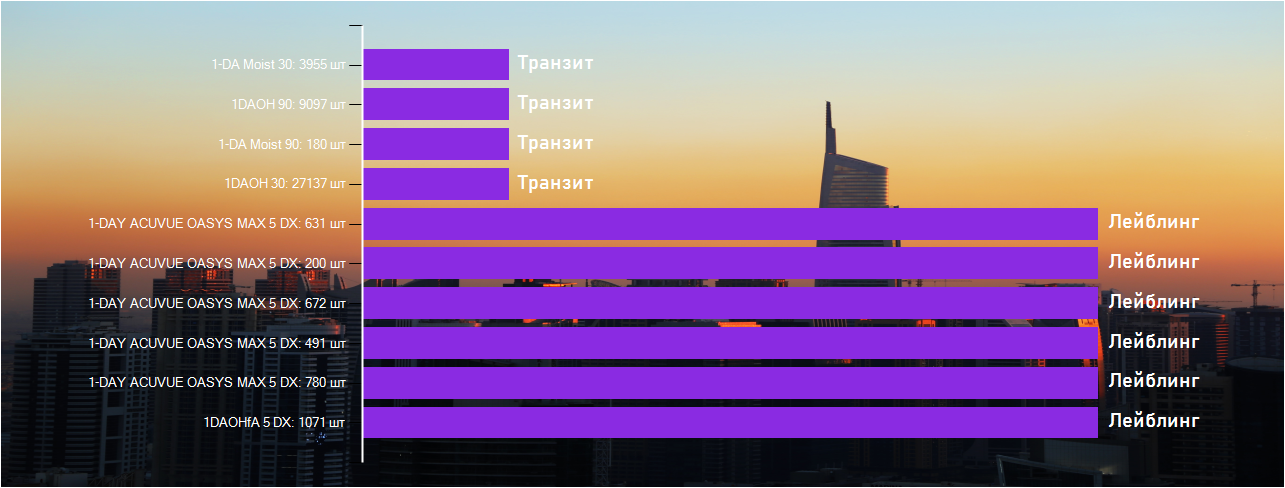 1-DA Moist 30: 3955 шт Транзит
1DAOH 90: 9097 шт Транзит
1-DA Moist 90: 180 шт Транзит
1DAOH 30: 27137 шт Транзит
1-DAY ACUVUE OASYS MAX 5 DX: 631 шт Лейблинг
1-DAY ACUVUE OASYS MAX 5 DX: 200 шт Лейблинг
1-DAY ACUVUE OASYS MAX 5 DX: 672 шт Лейблинг
1-DAY ACUVUE OASYS MAX 5 DX: 491 шт Лейблинг
1-DAY ACUVUE OASYS MAX 5 DX: 780 шт Лейблинг
1DAOHfA 5 DX: 1071 шт Лейблинг